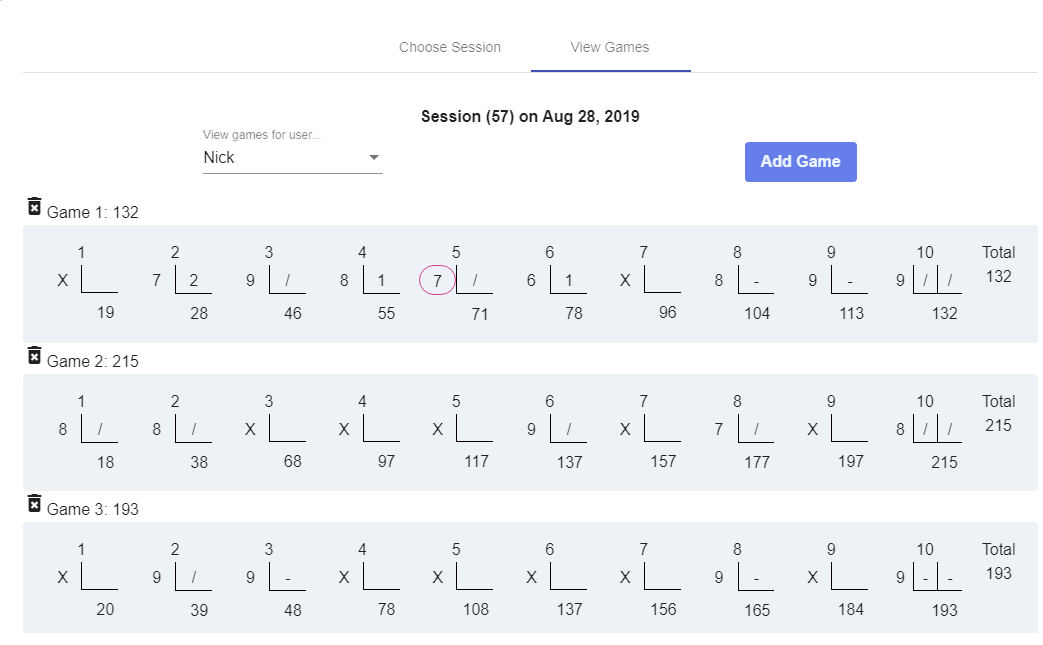 Choose Session View Games
Session (57) on Aug 28, 2019
View games for user...
Nick
Add Game
Game 1: 132
1 2 3 4 5 6 7 8 9 10 Total
X 7 2 9 / 8 1 7 / 6 1 X 8 - 9 - 9 / / 132
19 28 46 55 71 78 96 104 113 132
Game 2: 215
1 2 3 4 5 6 7 8 9 10 Total
8 / 8 / X X X 9 / X 7 / X 8 / / 215
18 38 68 97 117 137 157 177 197 215
Game 3: 193
1 2 3 4 5 6 7 8 9 10 Total
X 9 / 9 - X X X X 9 - X 9 - - 193
20 39 48 78 108 137 156 165 184 193